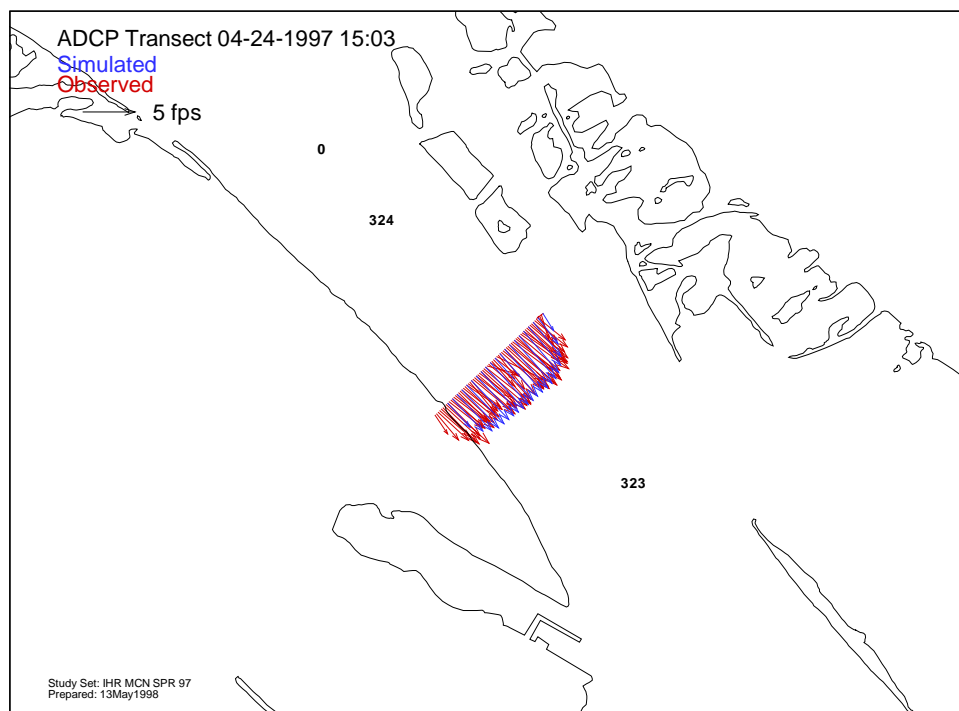 ADCP Transect 04-24-1997 15:03
Simulated
Observed
5 fps
0
324
323
Study Set: IHR MCN SPR 97
Prepared: 13May1998